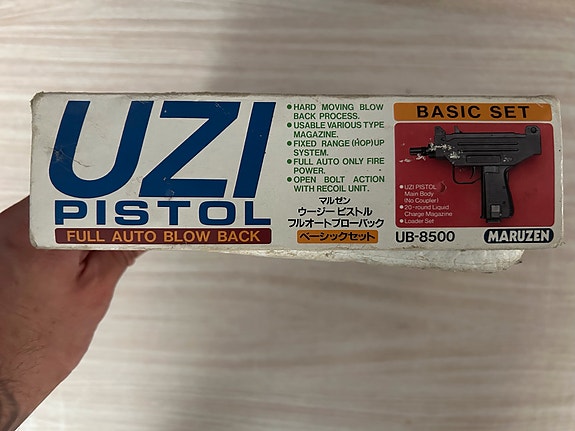 UZI
PISTOL
FULL AUTO BLOW BACK
• HARD MOVING BLOW
BACK PROCESS.
• USABLE VARIOUS TYPE
MAGAZINE.
• FIXED RANGE (HOP)UP
SYSTEM.
• FULL AUTO ONLY FIRE
POWER.
• OPEN BOLT ACTION
WITH RECOIL UNIT.
マルゼン
ウージー ピストル
フルオートブローバック
ベーシックセット
BASIC SET
• UZI PISTOL
Main Body
(No Coupler)
• 20-round Liquid
Charge Magazine
• Loader Set
UB-8500
MARUZEN